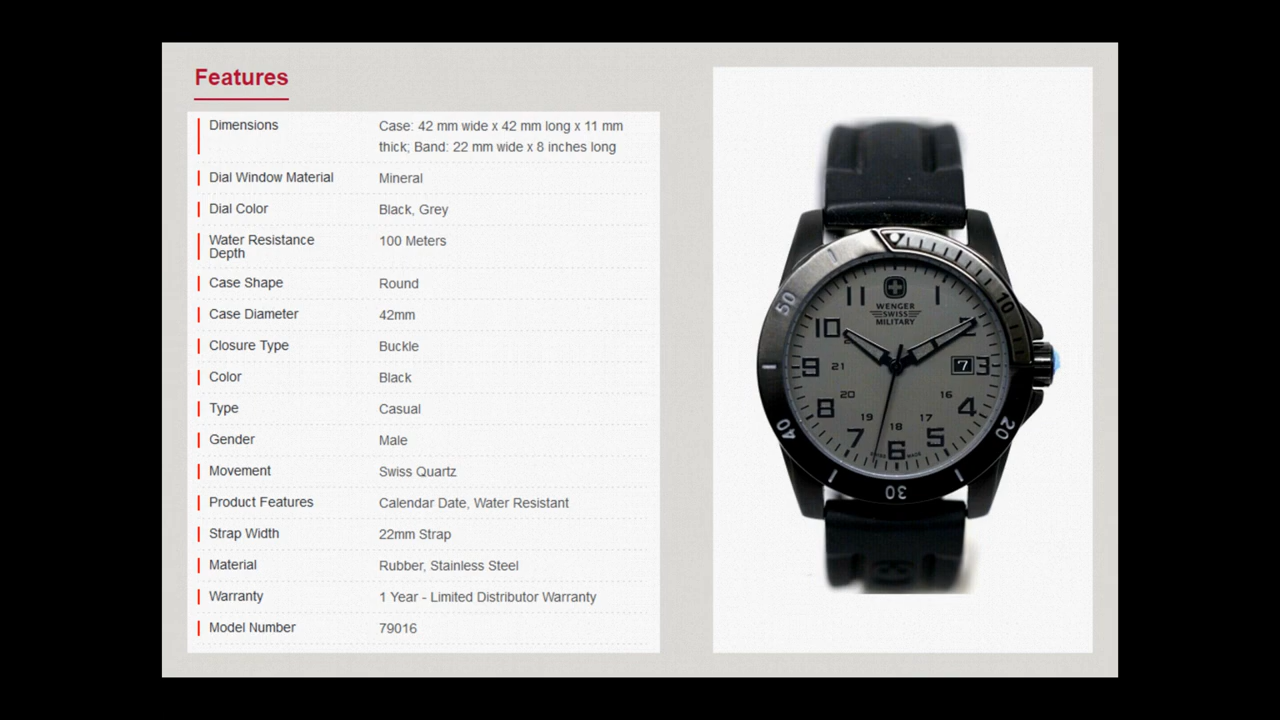 Features
Dimensions
Case: 42 mm wide x 42 mm long x 11 mm
thick; Band: 22 mm wide x 8 inches long
Dial Window Material
Mineral
Dial Color
Black, Grey
Water Resistance
Depth
100 Meters
Case Shape
Round
Case Diameter
42mm
Closure Type
Buckle
Color
Black
Type
Casual
Gender
Male
Movement
Swiss Quartz
Product Features
Calendar Date, Water Resistant
Strap Width
22mm Strap
Material
Rubber, Stainless Steel
Warranty
1 Year - Limited Distributor Warranty
Model Number
79016
50
10
11
1
WENGER
SWISS
MILITARY
10
2
9
21
7
3
20
16
8
4
19
17
18
7
5
6
40
20
30